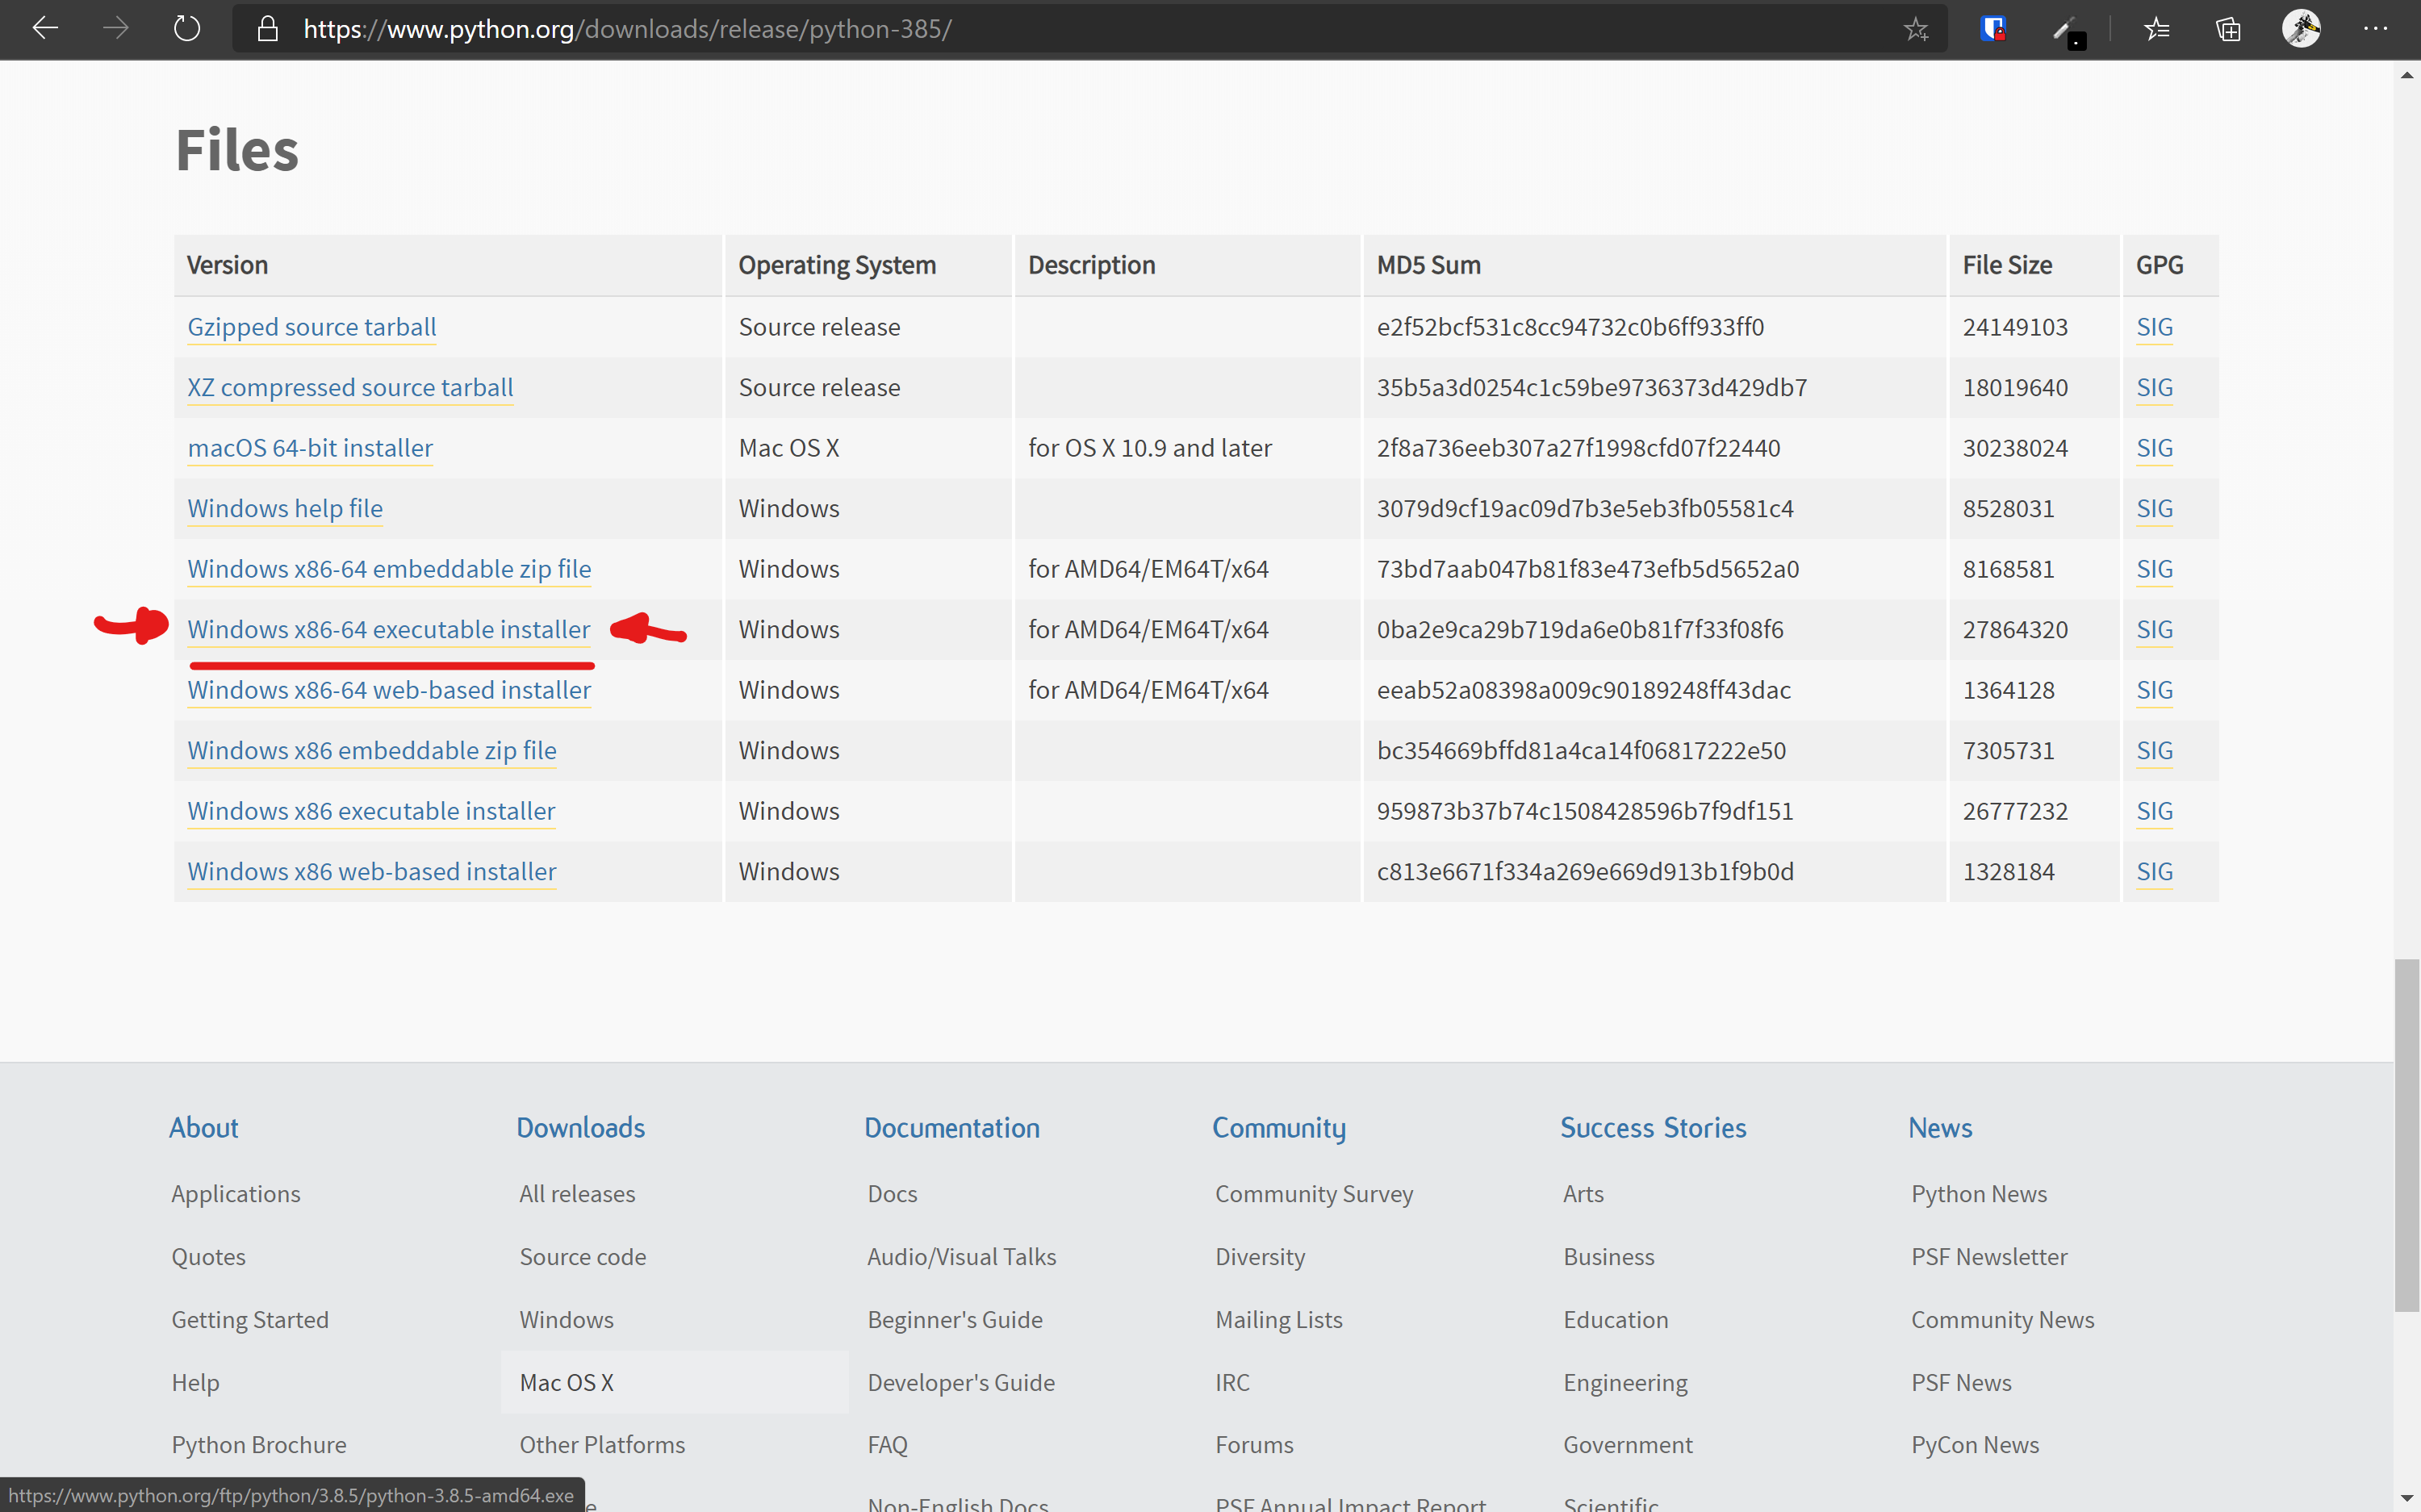 https://www.python.org/downloads/release/python-385/
Files
Version Operating System Description MD5 Sum File Size GPG
Gzipped source tarball Source release e2f52bcf531c8cc94732c0b6ff933ff0 24149103 SIG
XZ compressed source tarball Source release 35b5a3d0254c1c59be9736373d429db7 18019640 SIG
macOS 64-bit installer Mac OS X for OS X 10.9 and later 2f8a736eeb307a27f1998cfd07f22440 30238024 SIG
Windows help file Windows 3079d9cf19ac09d7b3e5eb3fb05581c4 8528031 SIG
Windows x86-64 embeddable zip file Windows for AMD64/EM64T/x64 73bd7aab047b81f83e473efb5d5652a0 8168581 SIG
Windows x86-64 executable installer Windows for AMD64/EM64T/x64 0ba2e9ca29b719da6e0b81f7f33f08f6 27864320 SIG
Windows x86-64 web-based installer Windows for AMD64/EM64T/x64 eeab52a08398a009c90189248ff43dac 1364128 SIG
Windows x86 embeddable zip file Windows bc354669bffd81a4ca14f06817222e50 7305731 SIG
Windows x86 executable installer Windows 959873b37b74c1508428596b7f9df151 26777232 SIG
Windows x86 web-based installer Windows c813e6671f334a269e669d913b1f9b0d 1328184 SIG
About Downloads Documentation Community Success Stories News
Applications All releases Docs Community Survey Arts Python News
Quotes Source code Audio/Visual Talks Diversity Business PSF Newsletter
Getting Started Windows Beginner's Guide Mailing Lists Education Community News
Help Mac OS X Developer's Guide IRC Engineering PSF News
Python Brochure Other Platforms FAQ Forums Government PyCon News
https://www.python.org/ftp/python/3.8.5/python-3.8.5-amd64.exe e Non-English Docs PSF Annual Impact Report Scientific